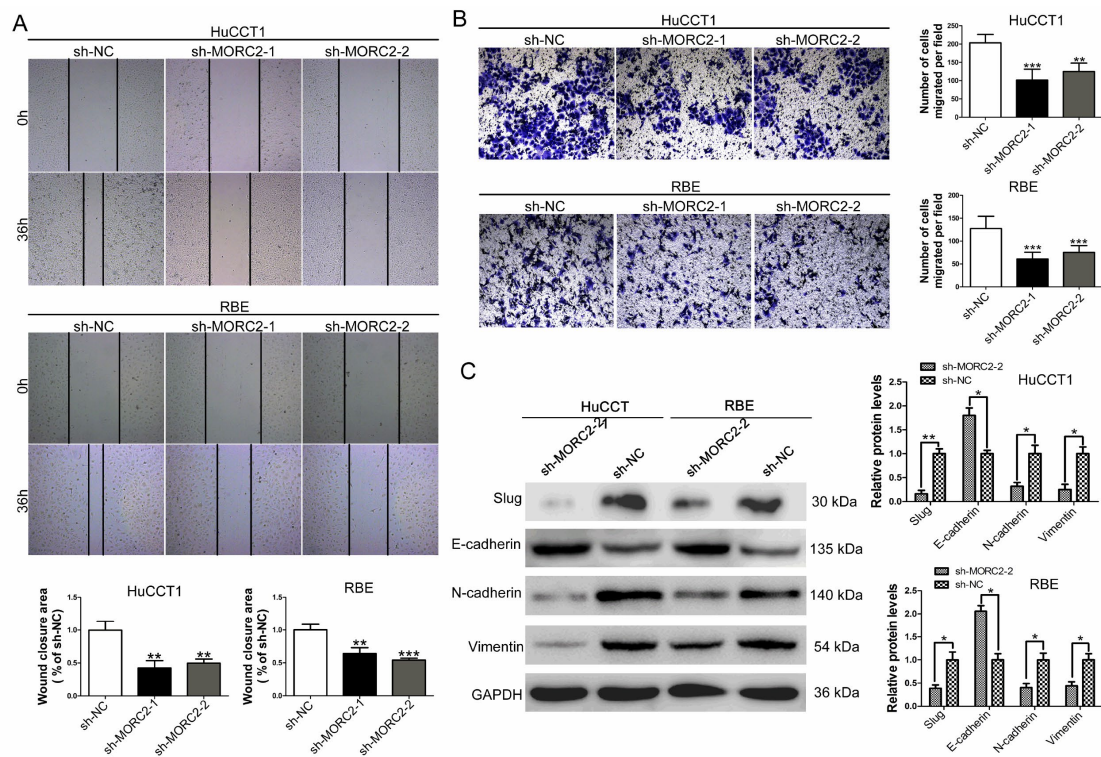 A
HuCCT1
sh-NC sh-MORC2-1 sh-MORC2-2
0h
36h
RBE
sh-NC sh-MORC2-1 sh-MORC2-2
0h
36h
HuCCT1
Wound closure area
( % of sh-NC)
1.5
1.0
0.5
0.0
**
**
sh-NC
sh-MORC2-1
sh-MORC2-2
RBE
Wound closure area
( % of sh-NC)
1.5
1.0
0.5
0.0
**
***
sh-NC
sh-MORC2-1
sh-MORC2-2
B
HuCCT1
sh-NC sh-MORC2-1 sh-MORC2-2
HuCCT1
Number of cells
migrated per field
250
200
150
100
50
0
***
**
sh-NC
sh-MORC2-1
sh-MORC2-2
RBE
sh-NC sh-MORC2-1 sh-MORC2-2
RBE
Number of cells
migrated per field
200
150
100
50
0
***
***
sh-NC
sh-MORC2-1
sh-MORC2-2
C
HuCCT
1
RBE
sh-MORC2-2
sh-NC
sh-MORC2-2
sh-NC
Slug 30 kDa
E-cadherin 135 kDa
N-cadherin 140 kDa
Vimentin 54 kDa
GAPDH 36 kDa
sh-MORC2-2
sh-NC
HuCCT1
Relative protein levels
2.5
2.0
1.5
1.0
0.5
0.0
**
*
*
*
Slug
E-cadherin
N-cadherin
Vimentin
sh-MORC2-2
sh-NC
RBE
Relative protein levels
2.5
2.0
1.5
1.0
0.5
0.0
*
*
*
*
Slug
E-cadherin
N-cadherin
Vimentin